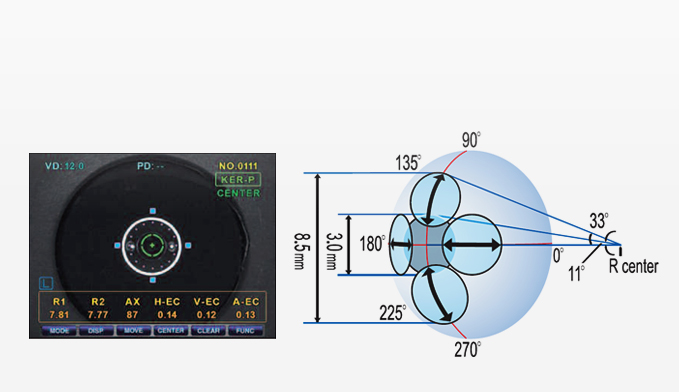 VD: 12.0 PD: -- NO.0111
KER-P
CENTER
L
R1 R2 AX H-EC V-EC A-EC
7.81 7.77 87 0.14 0.12 0.13
MODE DISP MOVE CENTER CLEAR FUNC
90°
135°
33°
8.5mm
3.0mm
180°
0°
11°
R center
225°
270°